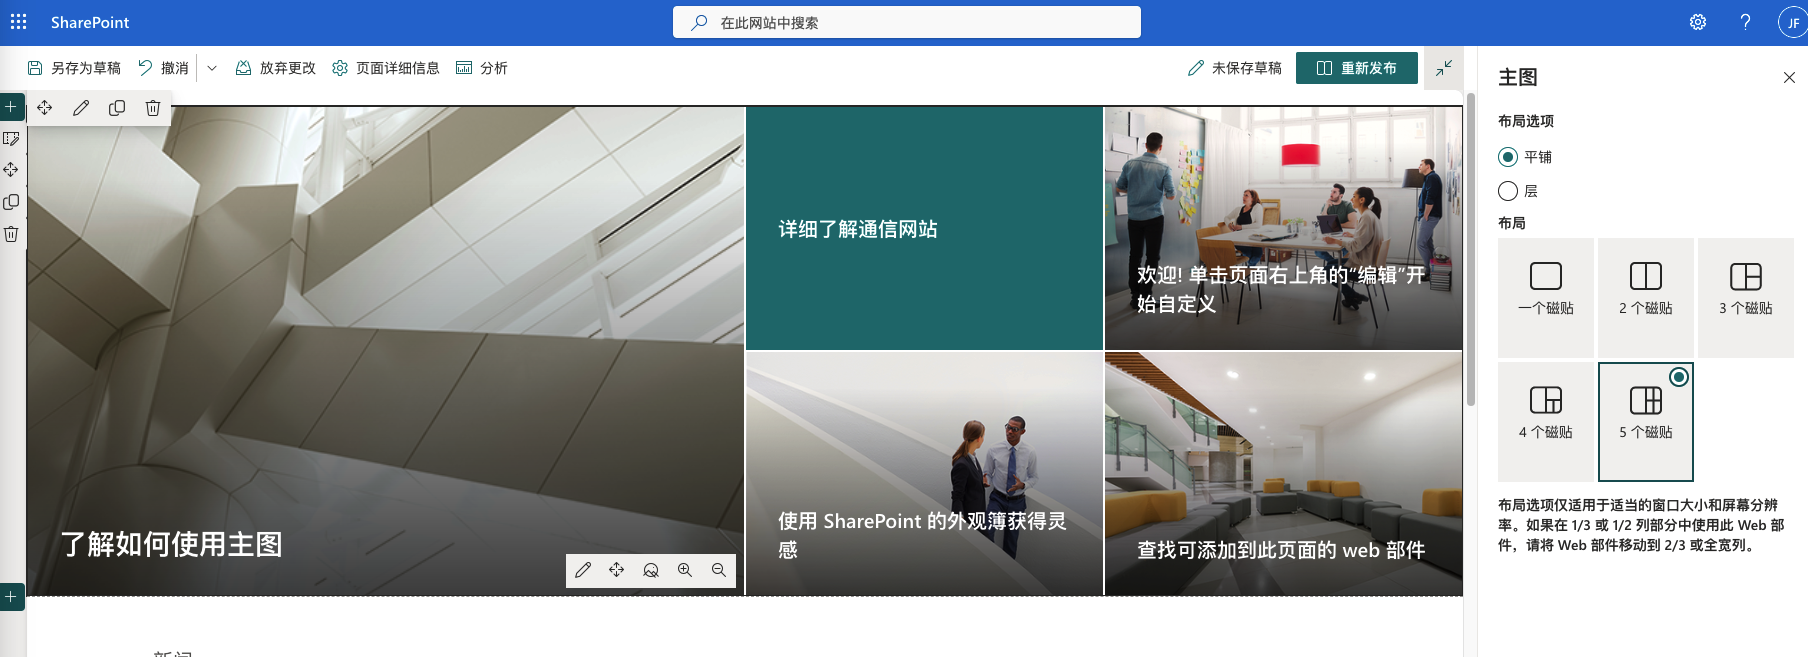 SharePoint
在此网站中搜索
JF
另存为草稿
撤消
放弃更改
页面详细信息
分析
未保存草稿
重新发布
了解如何使用主图
详细了解通信网站
欢迎! 单击页面右上角的“编辑”开
始自定义
使用 SharePoint 的外观簿获得灵
感
查找可添加到此页面的 web 部件
新闻
主图
布局选项
平铺
层
布局
一个磁贴
2 个磁贴
3 个磁贴
4 个磁贴
5 个磁贴
布局选项仅适用于适当的窗口大小和屏幕分辨
率。如果在 1/3 或 1/2 列部分中使用此 Web 部
件，请将 Web 部件移动到 2/3 或全宽列。